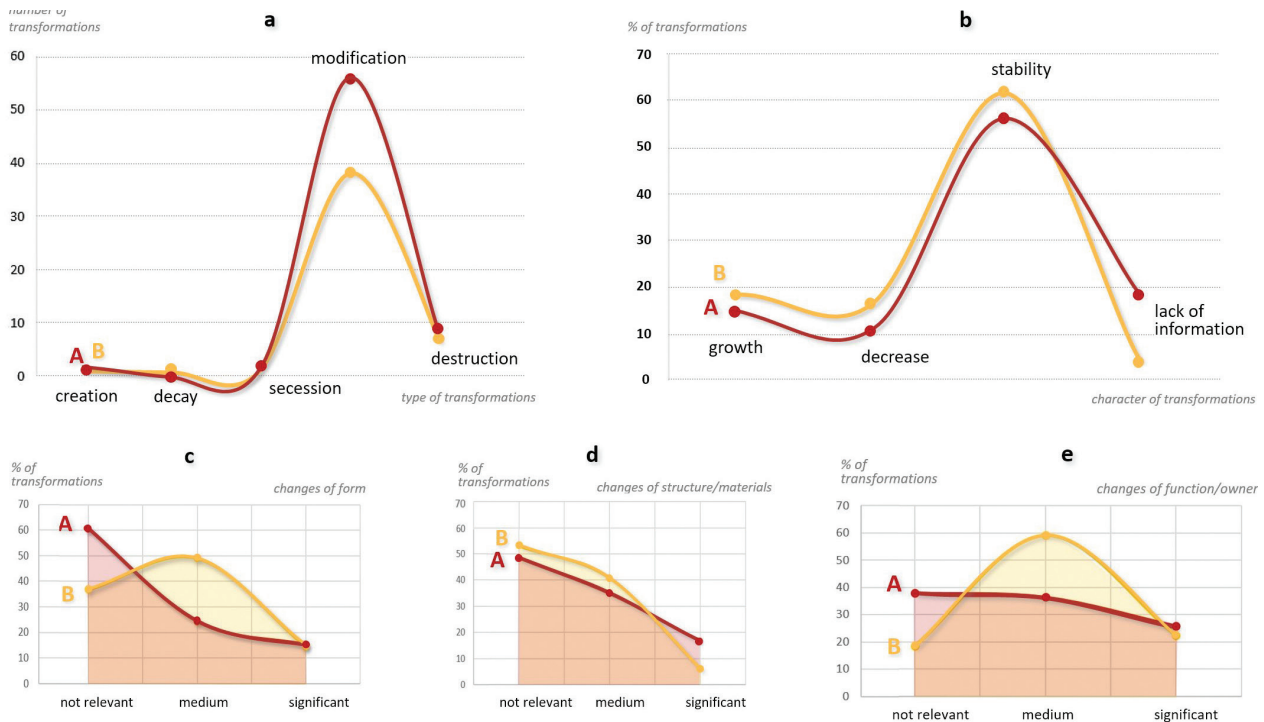 number of
transformations
a
60
50
40
30
20
10
0
modification
A B
creation
decay
secession
destruction
type of transformations
% of transformations
b
70
60
50
40
30
20
10
0
stability
B
A
growth
decrease
lack of
information
character of transformations
c
% of
transformations
changes of form
70
60
50
40
30
20
10
0
A
B
not relevant
medium
significant
d
% of
transformations
changes of structure/materials
70
60
50
40
30
20
10
0
B
A
not relevant
medium
significant
e
% of
transformations
changes of function/owner
70
60
50
40
30
20
10
0
A
B
not relevant
medium
significant